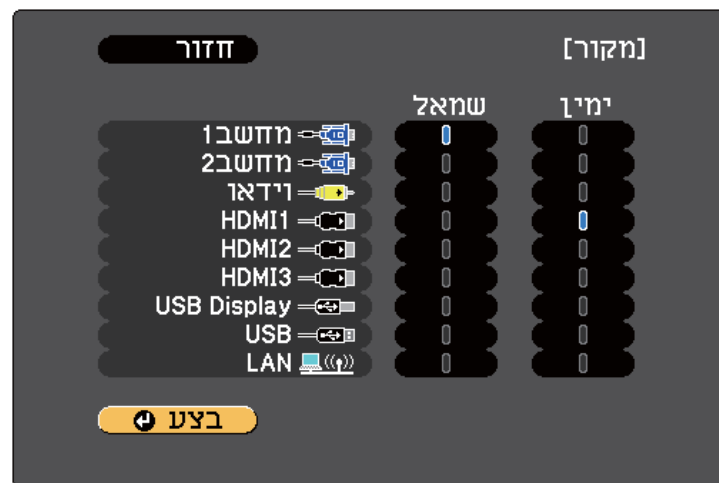 [מקור] חזור
ימין שמאל
מחשב1
מחשב2
וידאו
HDMI1
HDMI2
HDMI3
USB Display
USB
LAN
בצע